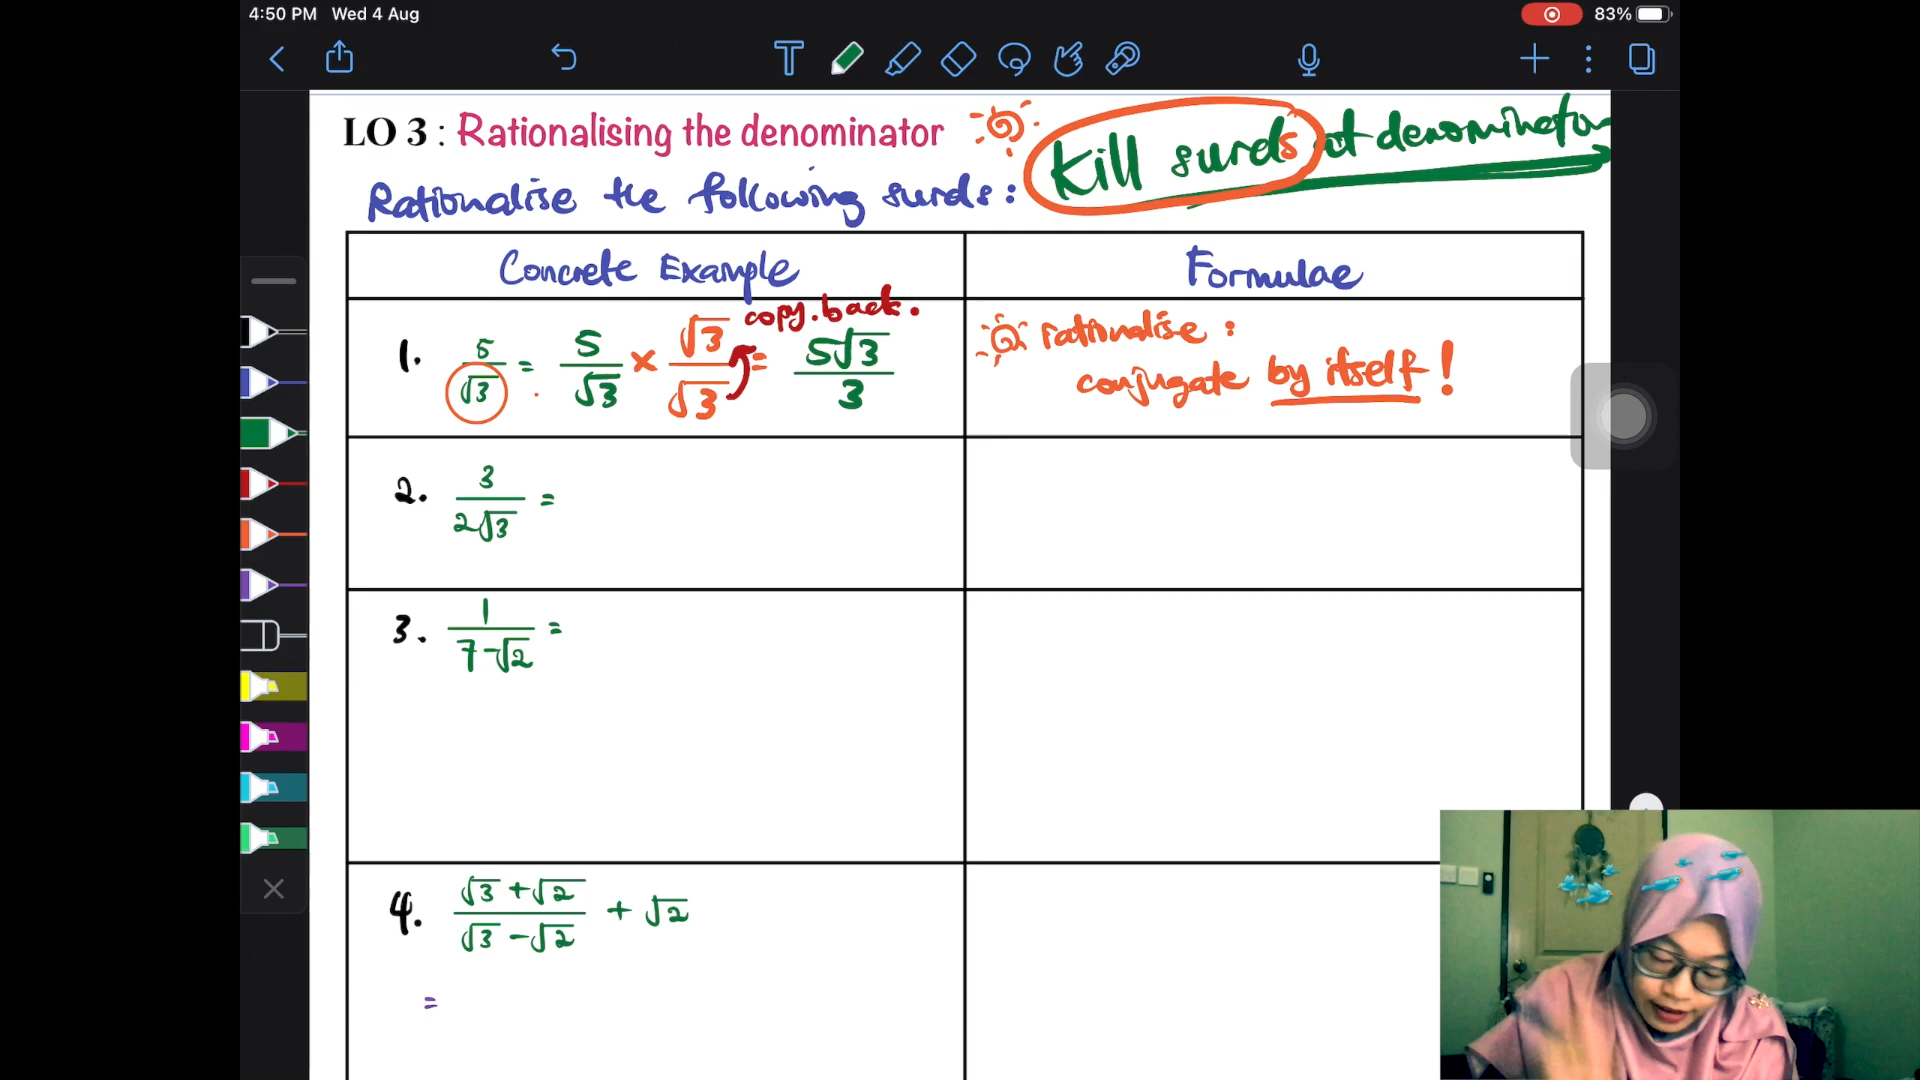 4:50 PM Wed 4 Aug 83%
LO 3 : Rationalising the denominator
Kill surds at denominator
Rationalise the following surds:
Concrete Example
Formulae
1. 5/√3 = 5/√3 × √3/√3 = 5√3/3
copy back.
rationalise :
conjugate by itself!
2. 3/2√3 =
3. 1/7-√2 =
4. √3+√2/√3-√2 + √2
=